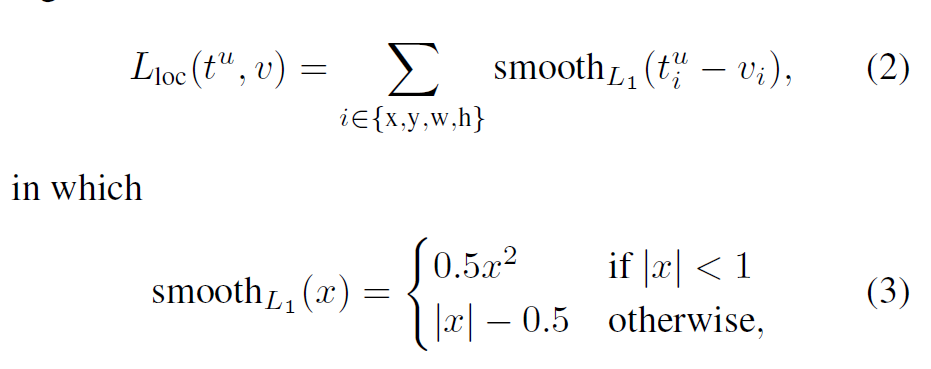 L_loc(t^u, v) = ∑_{i∈{x,y,w,h}} smooth_{L_1}(t_i^u − v_i), (2)
in which
smooth_{L_1}(x) = { 0.5x^2 if |x| < 1
|x| − 0.5 otherwise, (3)